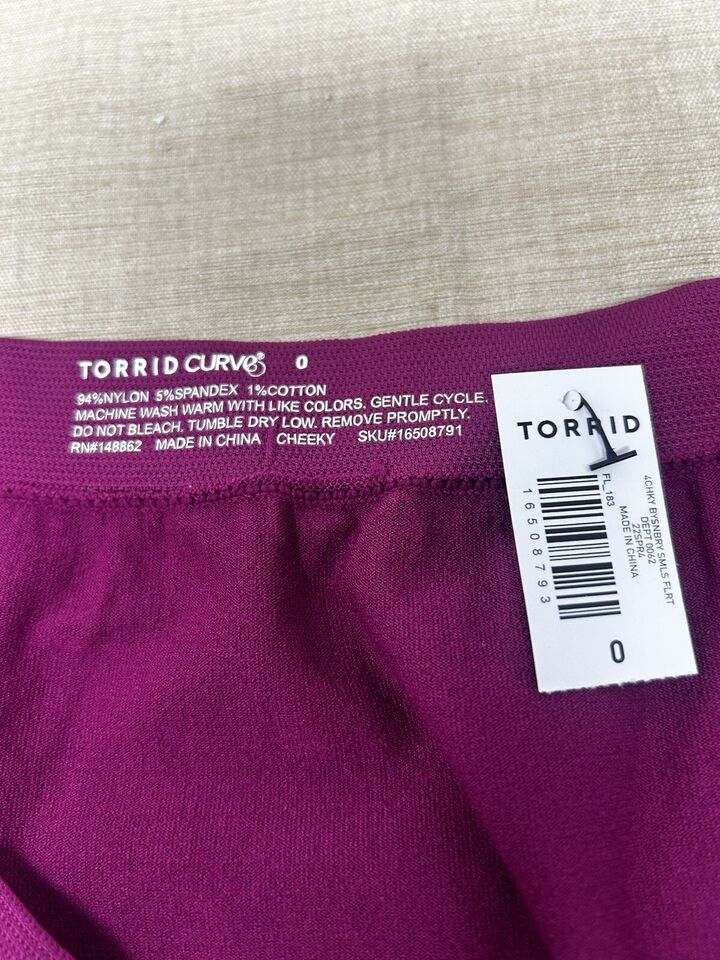 TORRID CURVE® 0
94%NYLON 5%SPANDEX 1%COTTON
MACHINE WASH WARM WITH LIKE COLORS. GENTLE CYCLE.
DO NOT BLEACH. TUMBLE DRY LOW. REMOVE PROMPTLY.
RN#148862 MADE IN CHINA CHEEKY SKU#16508791
TORRID
4CHKY BYSNBRY SMLS FLRT
DEPT 0062
22SPR4
MADE IN CHINA
FL_183
16508793
0